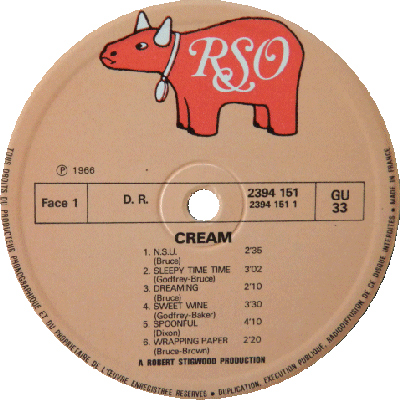 RSO
℗ 1966
Face 1
D. R.
2394 151
2394 151 1
GU
33
CREAM
1. N.S.U. 2'35
(Bruce)
2. SLEEPY TIME TIME 3'02
(Godfrey-Bruce)
3. DREAMING 2'10
(Bruce)
4. SWEET WINE 3'30
(Godfrey-Baker)
5. SPOONFUL 4'10
(Dixon)
6. WRAPPING PAPER 2'20
(Bruce-Brown)
A ROBERT STIGWOOD PRODUCTION
TOUS DROITS DU PRODUCTEUR PHONOGRAPHIQUE ET DU PROPRIETAIRE DE L'ŒUVRE ENREGISTREE RESERVES • DUPLICATION, EXECUTION PUBLIQUE, RADIODIFFUSION DE CE DISQUE INTERDITES • MADE IN FRANCE